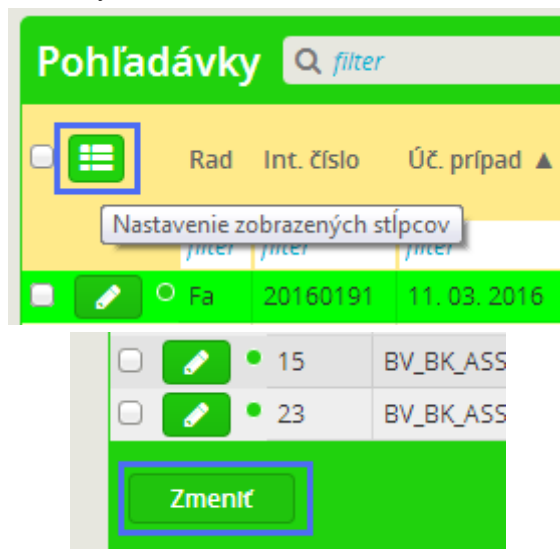 Pohľadávky filter
Rad Int. číslo Úč. prípad ▲
Nastavenie zobrazených stĺpcov
filter filter filter
Fa 20160191 11. 03. 2016
15 BV_BK_ASS
23 BV_BK_ASS
Zmeniť